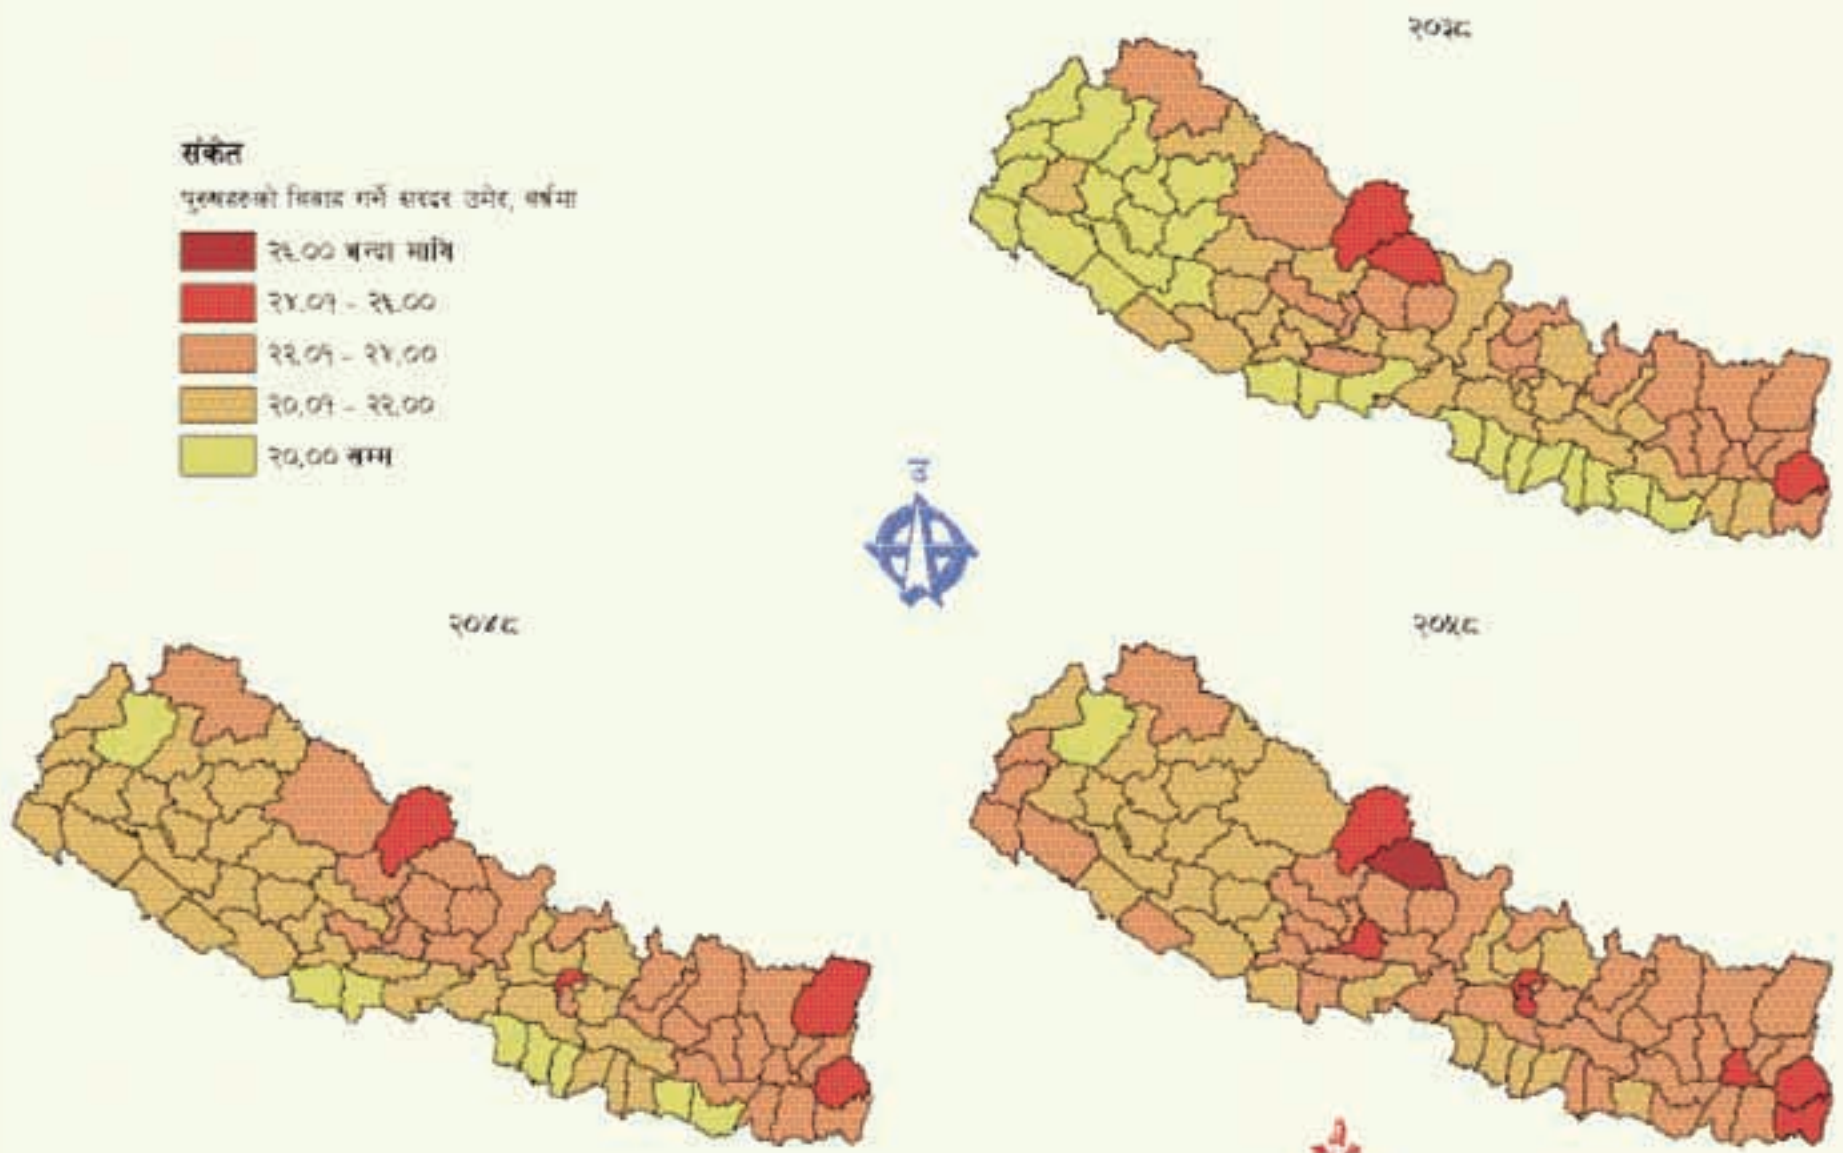 २०३८
संकेत
पुरुषहरुको विवाह गर्ने सरदर उमेर, वर्षमा
२६.०० भन्दा माथि
२४.०१ - २६.००
२२.०१ - २४.००
२०.०१ - २२.००
२०.०० सम्म
उ
२०४८
२०५८